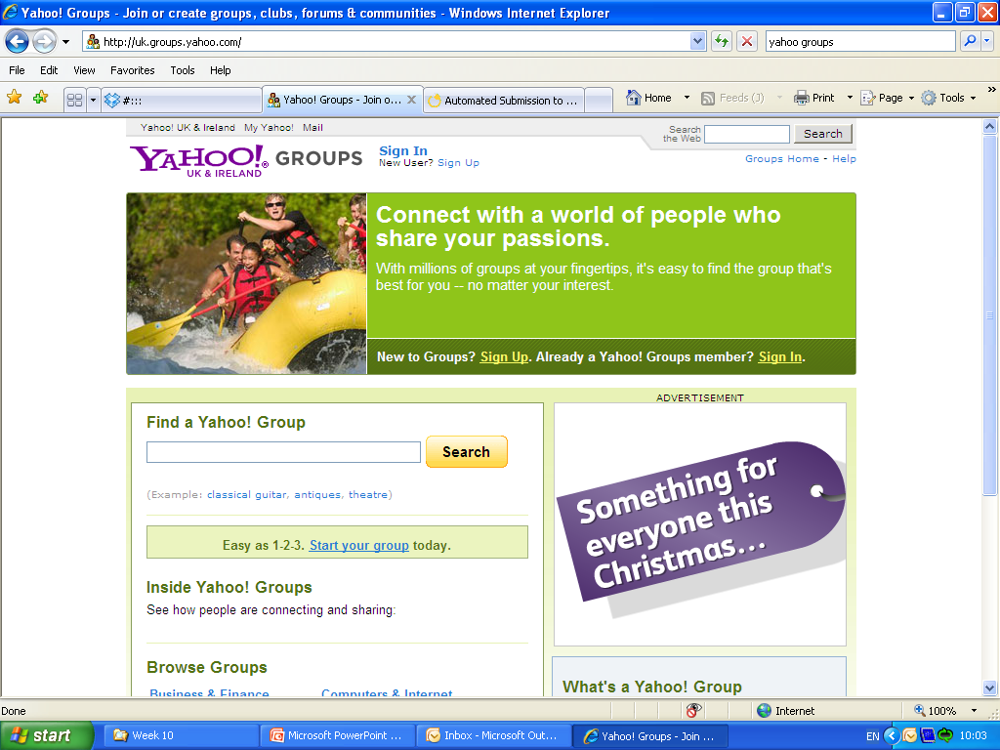 Yahoo! Groups - Join or create groups, clubs, forums & communities - Windows Internet Explorer
http://uk.groups.yahoo.com/
yahoo groups
File Edit View Favorites Tools Help
#:::
Yahoo! Groups - Join o...
Automated Submission to ...
Home Feeds (J) Print Page Tools
Yahoo! UK & Ireland My Yahoo! Mail
Search the Web
Search
YAHOO!® GROUPS
UK & IRELAND
Sign In
New User? Sign Up
Groups Home - Help
Connect with a world of people who
share your passions.
With millions of groups at your fingertips, it's easy to find the group that's
best for you -- no matter your interest.
New to Groups? Sign Up. Already a Yahoo! Groups member? Sign In.
Find a Yahoo! Group
Search
(Example: classical guitar, antiques, theatre)
Easy as 1-2-3. Start your group today.
Inside Yahoo! Groups
See how people are connecting and sharing:
Browse Groups
Business & Finance Computers & Internet
ADVERTISEMENT
Something for
everyone this
Christmas...
What's a Yahoo! Group
Done
Internet
100%
start
Week 10
Microsoft PowerPoint ...
Inbox - Microsoft Out...
Yahoo! Groups - Join ...
EN
10:03